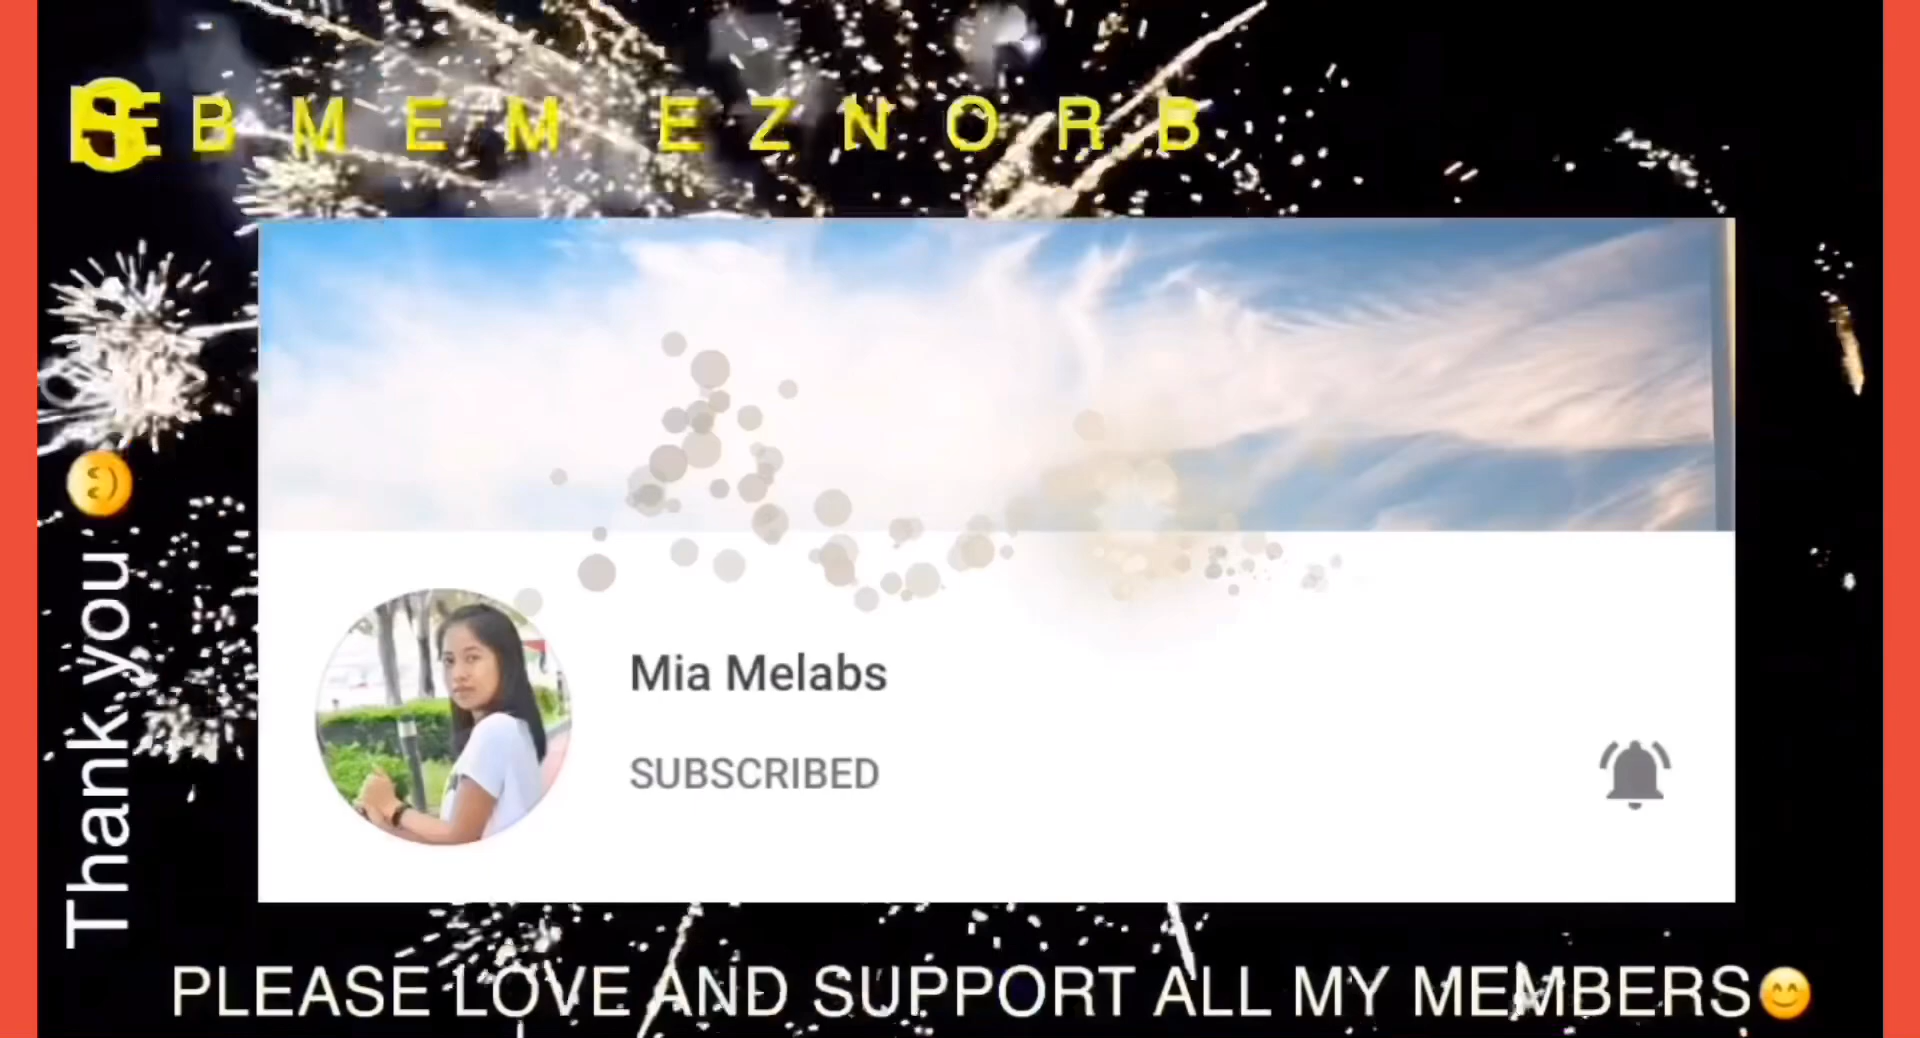 B M E M E Z N O R B
Thank you😊
Mia Melabs
SUBSCRIBED
PLEASE LOVE AND SUPPORT ALL MY MEMBERS😊